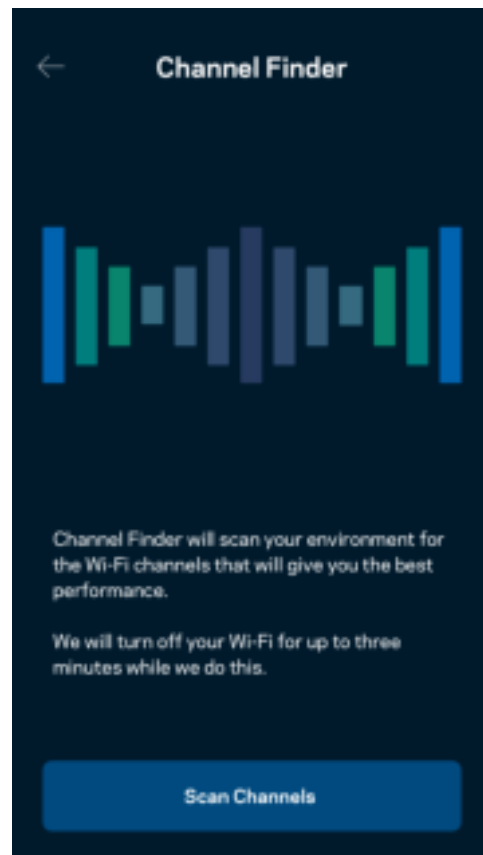 Channel Finder
Channel Finder will scan your environment for
the Wi-Fi channels that will give you the best
performance.
We will turn off your Wi-Fi for up to three
minutes while we do this.
Scan Channels